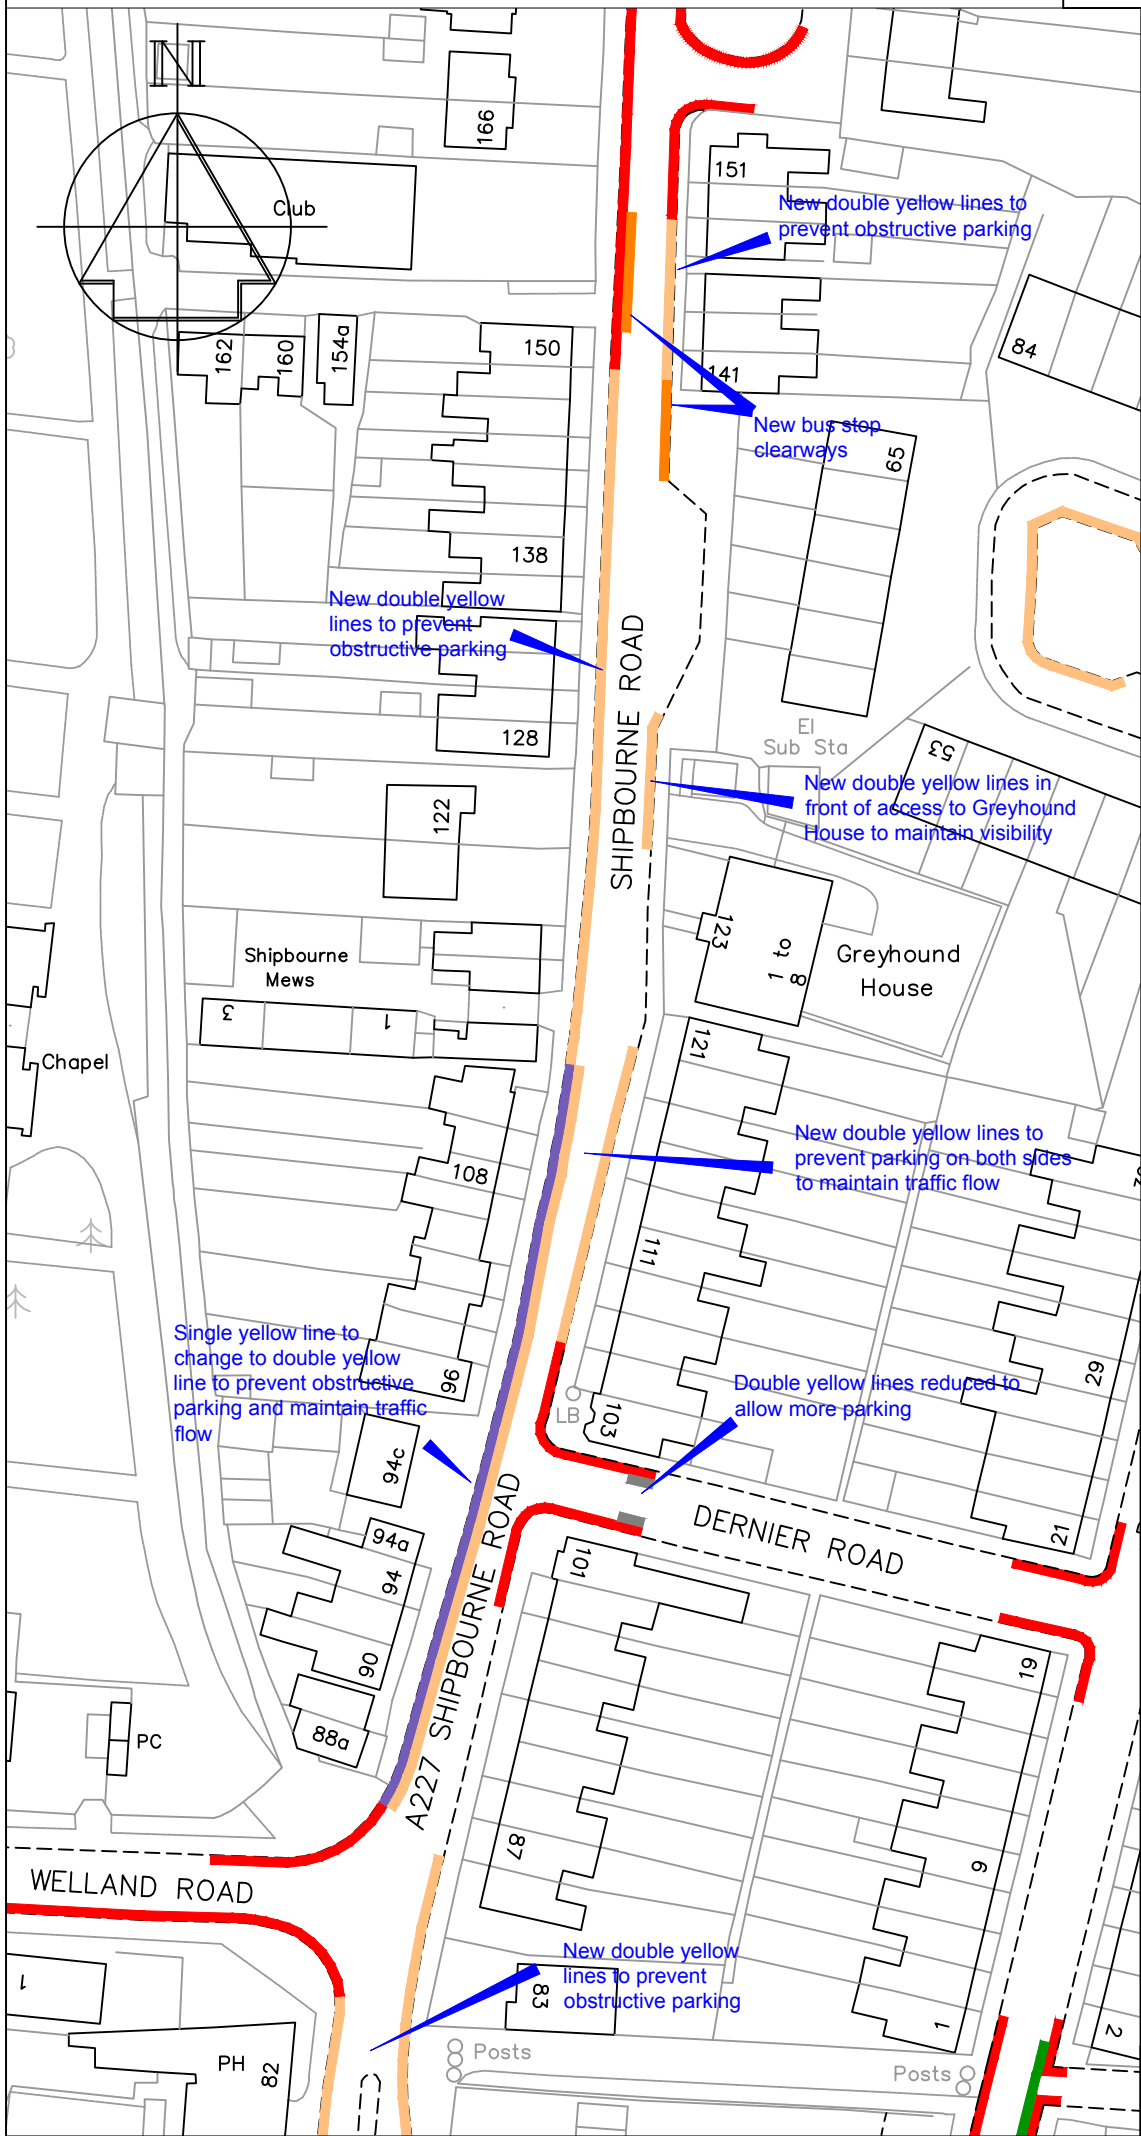 N
166
Club
151
New double yellow lines to
prevent obstructive parking
162
160
154a
150
141
84
New bus stop
clearways
65
138
New double yellow
lines to prevent
obstructive parking
128
SHIPBOURNE ROAD
El
Sub Sta
53
122
New double yellow lines in
front of access to Greyhound
House to maintain visibility
123
1 to 8
Greyhound
House
Shipbourne
Mews
3
1
Chapel
121
108
New double yellow lines to
prevent parking on both sides
to maintain traffic flow
111
Single yellow line to
change to double yellow
line to prevent obstructive
parking and maintain traffic
flow
96
29
Double yellow lines reduced to
allow more parking
LB
103
94c
94a
94
90
88a
A227 SHIPBOURNE ROAD
DERNIER ROAD
21
101
19
PC
87
9
WELLAND ROAD
New double yellow
lines to prevent
obstructive parking
1
83
1
2
PH
82
Posts
Posts